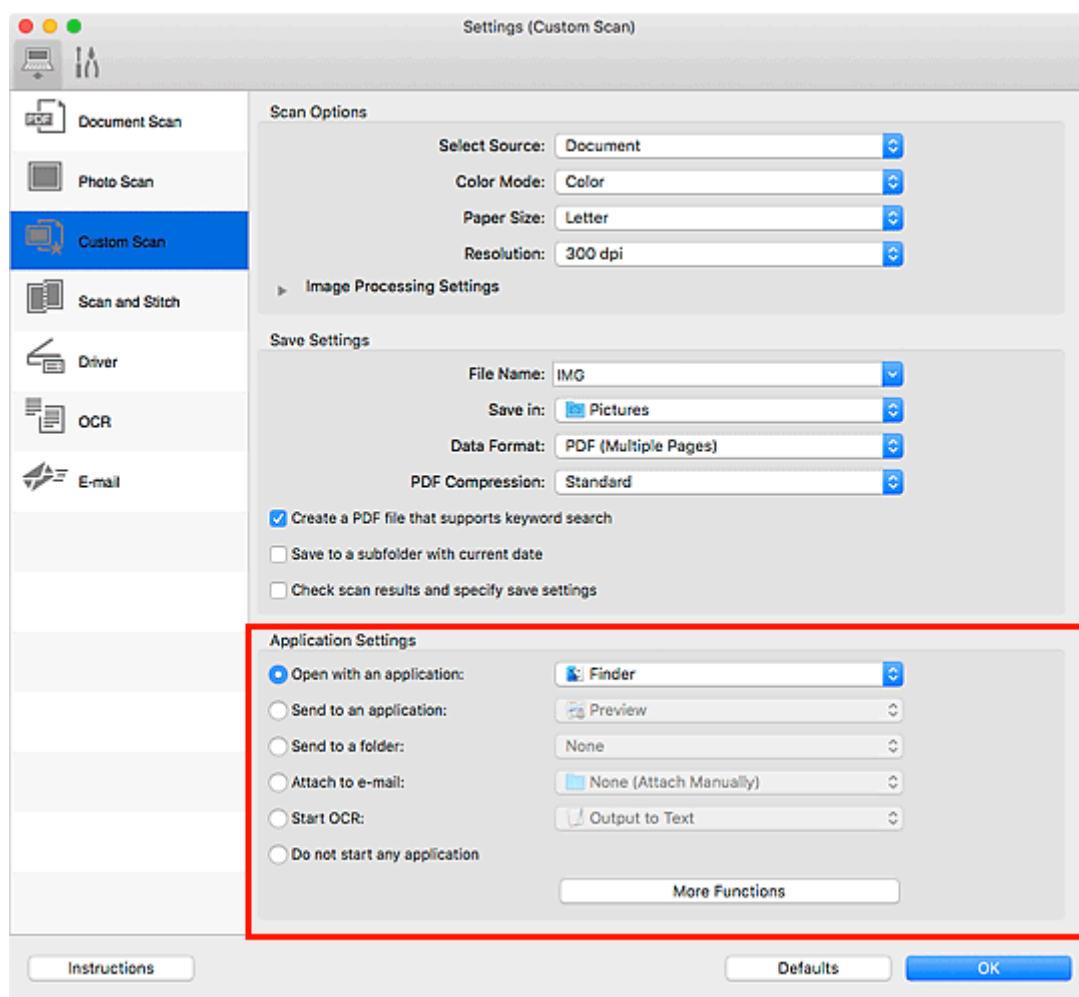 Settings (Custom Scan)
PDF
Document Scan
Photo Scan
Custom Scan
Scan and Stitch
Driver
OCR
E-mail
Scan Options
Select Source: Document
Color Mode: Color
Paper Size: Letter
Resolution: 300 dpi
Image Processing Settings
Save Settings
File Name: IMG
Save in: Pictures
Data Format: PDF (Multiple Pages)
PDF Compression: Standard
Create a PDF file that supports keyword search
Save to a subfolder with current date
Check scan results and specify save settings
Application Settings
Open with an application: Finder
Send to an application: Preview
Send to a folder: None
Attach to e-mail: None (Attach Manually)
Start OCR: Output to Text
Do not start any application
More Functions
Instructions Defaults OK